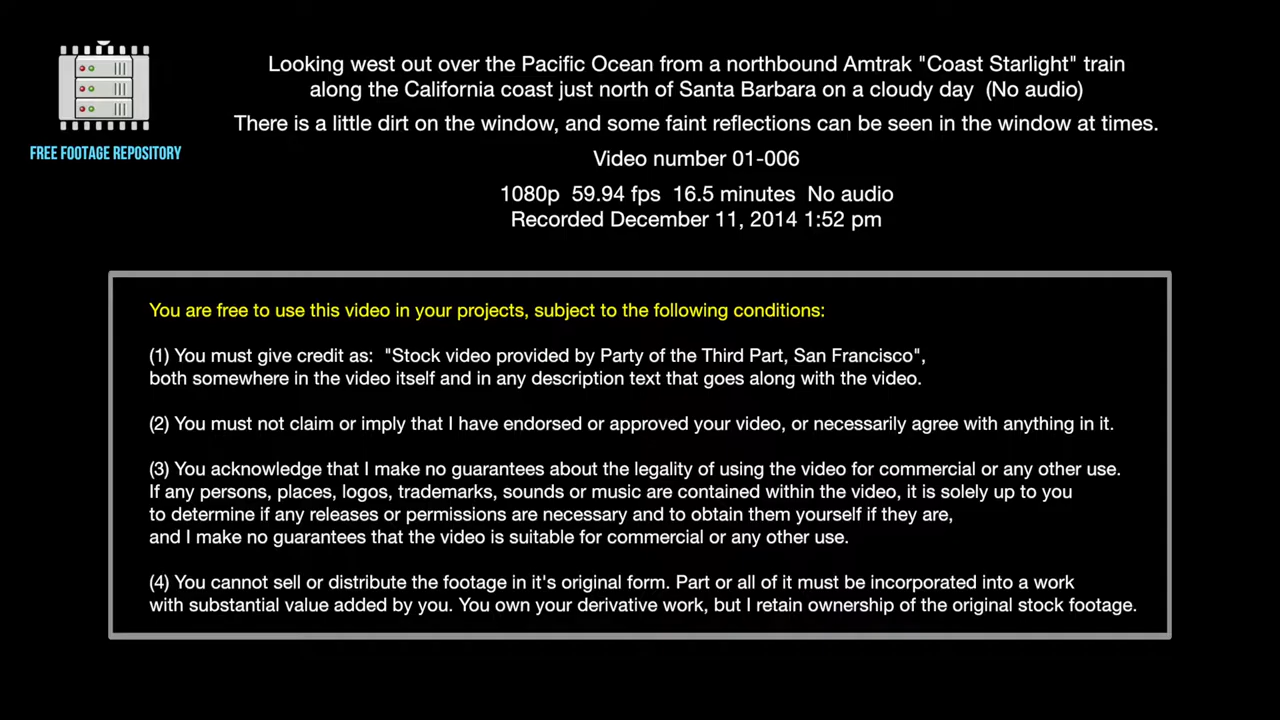 Looking west out over the Pacific Ocean from a northbound Amtrak "Coast Starlight" train
along the California coast just north of Santa Barbara on a cloudy day (No audio)
There is a little dirt on the window, and some faint reflections can be seen in the window at times.
FREE FOOTAGE REPOSITORY
Video number 01-006
1080p 59.94 fps 16.5 minutes No audio
Recorded December 11, 2014 1:52 pm
You are free to use this video in your projects, subject to the following conditions:
(1) You must give credit as: "Stock video provided by Party of the Third Part, San Francisco",
both somewhere in the video itself and in any description text that goes along with the video.
(2) You must not claim or imply that I have endorsed or approved your video, or necessarily agree with anything in it.
(3) You acknowledge that I make no guarantees about the legality of using the video for commercial or any other use.
If any persons, places, logos, trademarks, sounds or music are contained within the video, it is solely up to you
to determine if any releases or permissions are necessary and to obtain them yourself if they are,
and I make no guarantees that the video is suitable for commercial or any other use.
(4) You cannot sell or distribute the footage in it's original form. Part or all of it must be incorporated into a work
with substantial value added by you. You own your derivative work, but I retain ownership of the original stock footage.